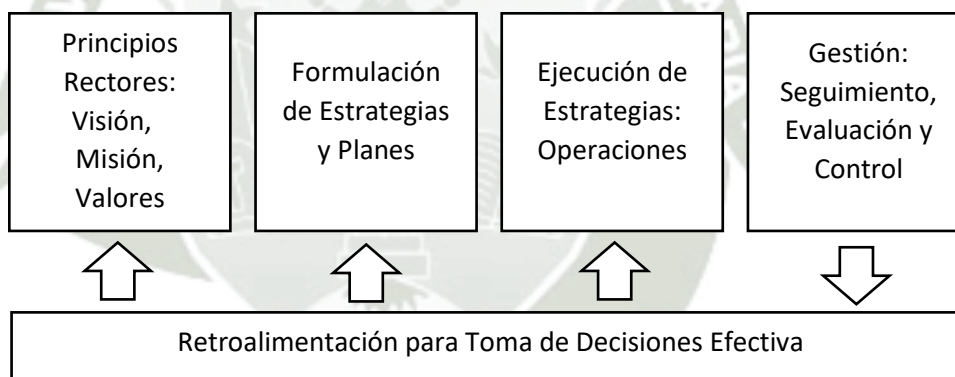 Principios
Rectores:
Visión,
Misión,
Valores
Formulación
de Estrategias
y Planes
Ejecución de
Estrategias:
Operaciones
Gestión:
Seguimiento,
Evaluación y
Control
Retroalimentación para Toma de Decisiones Efectiva